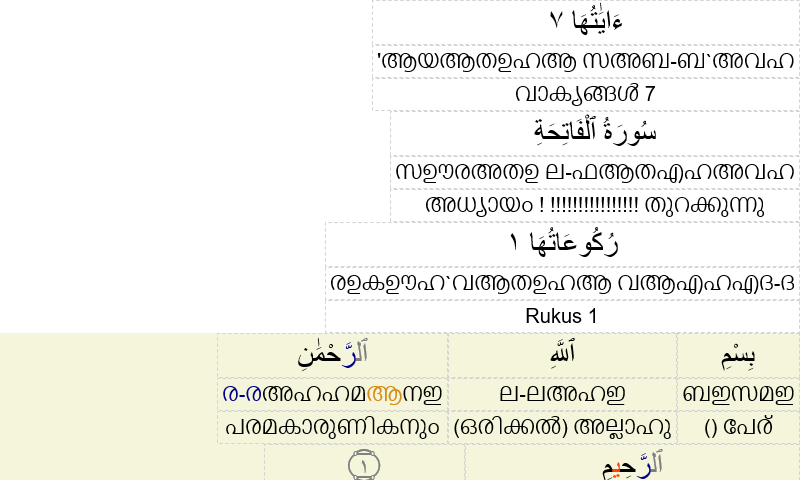 ءَايَٰتُهَا ٧
'ആയആതഉഹആ സഅബ-ബ`അവഹ
വാക്യങ്ങൾ 7
سُورَةُ ٱلْفَاتِحَةِ
സഊരഅതഉ ല-ഫആതഎഹഅവഹ
അധ്യായം ! !!!!!!!!!!!!!!!! തുറക്കുന്നു
رُكُوعَاتُهَا ١
രഉകഊഹ`വആതഉഹആ വആഎഹഎദ-ദ
Rukus 1
بِسْمِ ٱللَّهِ ٱلرَّحْمَٰنِ
ബഇസമഇ ല-ലഅഹഇ ര-രഅഹഹമആനഇ
() പേര് (ഒരിക്കൽ) അല്ലാഹു പരമകാരുണികനും
ٱلرَّحِيمِ ١